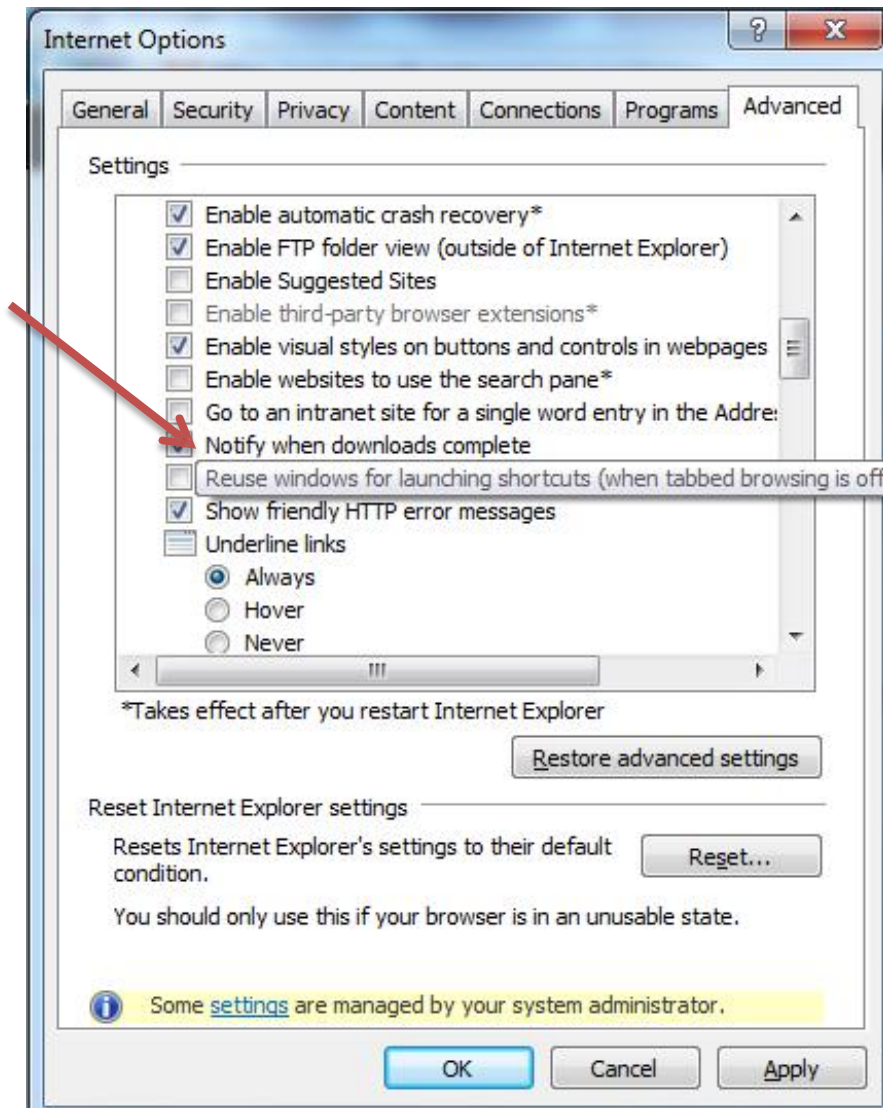 Internet Options
General Security Privacy Content Connections Programs Advanced
Settings
Enable automatic crash recovery*
Enable FTP folder view (outside of Internet Explorer)
Enable Suggested Sites
Enable third-party browser extensions*
Enable visual styles on buttons and controls in webpages
Enable websites to use the search pane*
Go to an intranet site for a single word entry in the Addre
Notify when downloads complete
Reuse windows for launching shortcuts (when tabbed browsing is off
Show friendly HTTP error messages
Underline links
Always
Hover
Never
*Takes effect after you restart Internet Explorer
Restore advanced settings
Reset Internet Explorer settings
Resets Internet Explorer's settings to their default
condition.
Reset...
You should only use this if your browser is in an unusable state.
Some settings are managed by your system administrator.
OK Cancel Apply